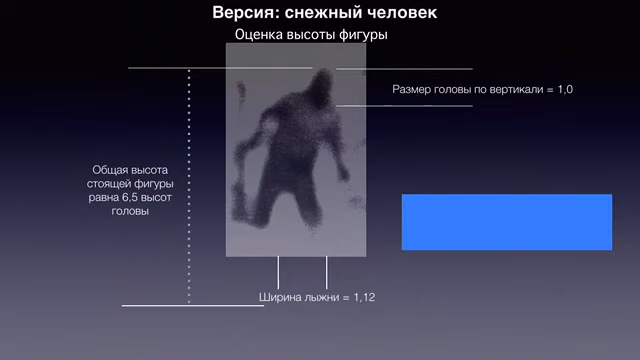 Версия: снежный человек
Оценка высоты фигуры
Размер головы по вертикали = 1,0
Общая высота
стоящей фигуры
равна 6,5 высот
головы
Ширина лыжни = 1,12